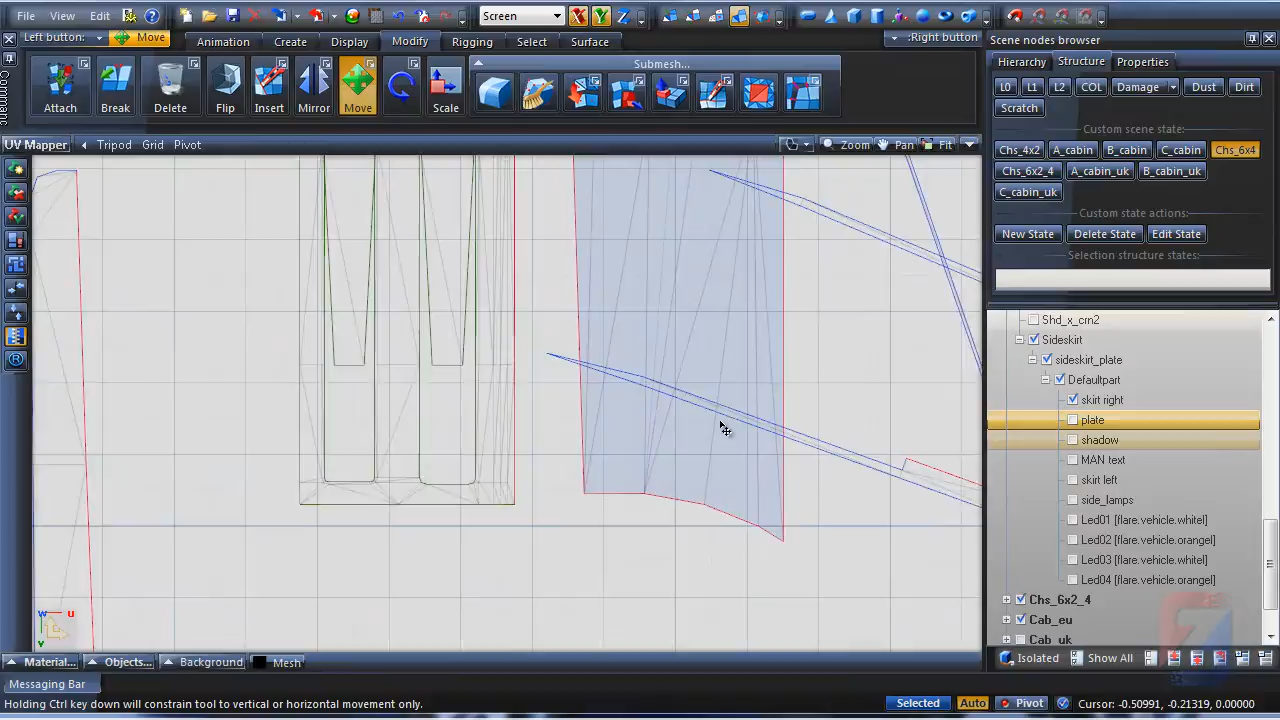 File View Edit Screen X Y Z
Left button: Move Animation Create Display Modify Rigging Select Surface :Right button
Attach Break Delete Flip Insert Mirror Move Scale Submesh...
UV Mapper Tripod Grid Pivot Zoom Pan Fit
w u
v
Material... Objects... Background Mesh
Messaging Bar
Holding Ctrl key down will constrain tool to vertical or horizontal movement only. Selected Auto Pivot Cursor: -0.50991, -0.21319, 0.00000
Scene nodes browser
Hierarchy Structure Properties
L0 L1 L2 COL Damage Dust Dirt
Scratch
Custom scene state:
Chs_4x2 A_cabin B_cabin C_cabin Chs_6x4
Chs_6x2_4 A_cabin_uk B_cabin_uk
C_cabin_uk
Custom state actions:
New State Delete State Edit State
Selection structure states:
Shd_x_crn2
Sideskirt
sideskirt_plate
Defaultpart
skirt right
plate
shadow
MAN text
skirt left
side_lamps
Led01 [flare.vehicle.whitel]
Led02 [flare.vehicle.orangel]
Led03 [flare.vehicle.whitel]
Led04 [flare.vehicle.orangel]
Chs_6x2_4
Cab_eu
Cab_uk
Isolated Show All